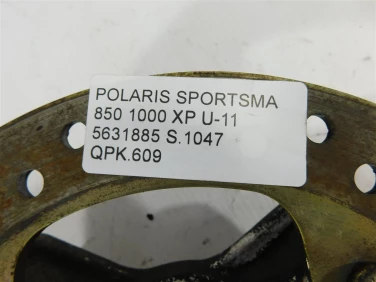 POLARIS SPORTSMA
850 1000 XP U-11
5631885 S.1047
QPK.609